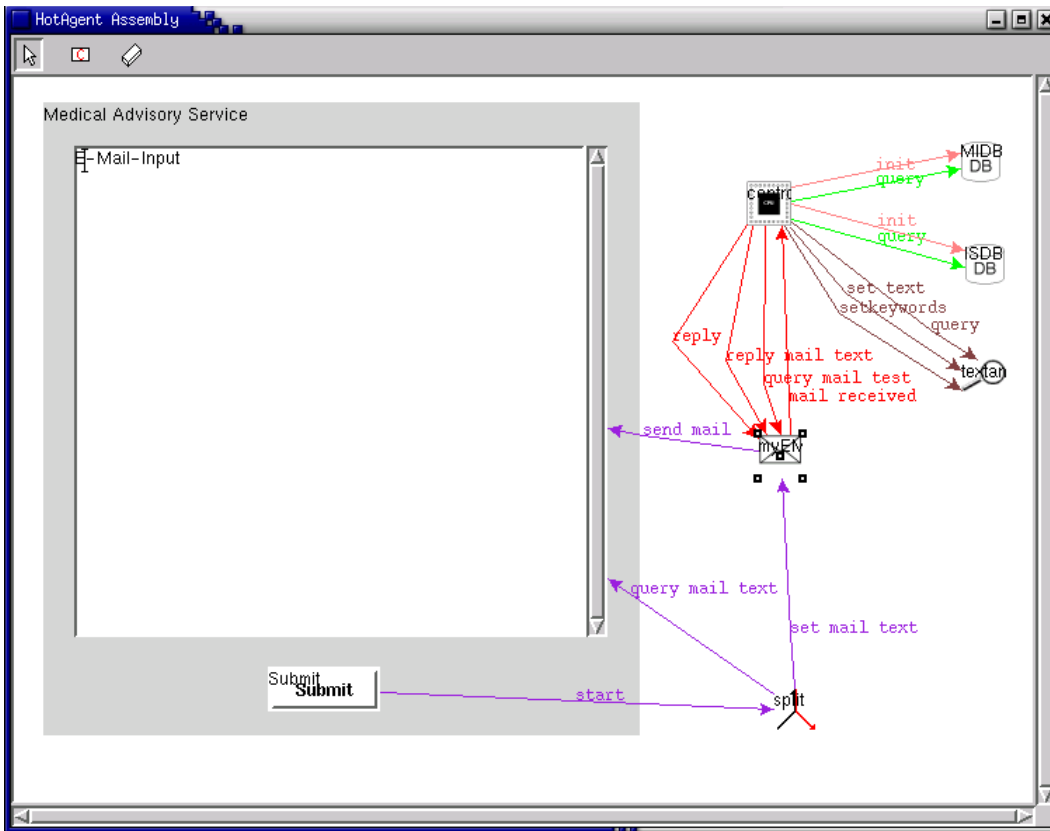 HotAgent Assembly
C
Medical Advisory Service
E-Mail-Input
MIDB
DB
init
query
contro
CPU
init
query
ISDB
DB
set text
setkeywords
query
reply
reply mail text
query mail test
mail received
textan
send mail
query mail text
set mail text
Submit
Submit
start
split